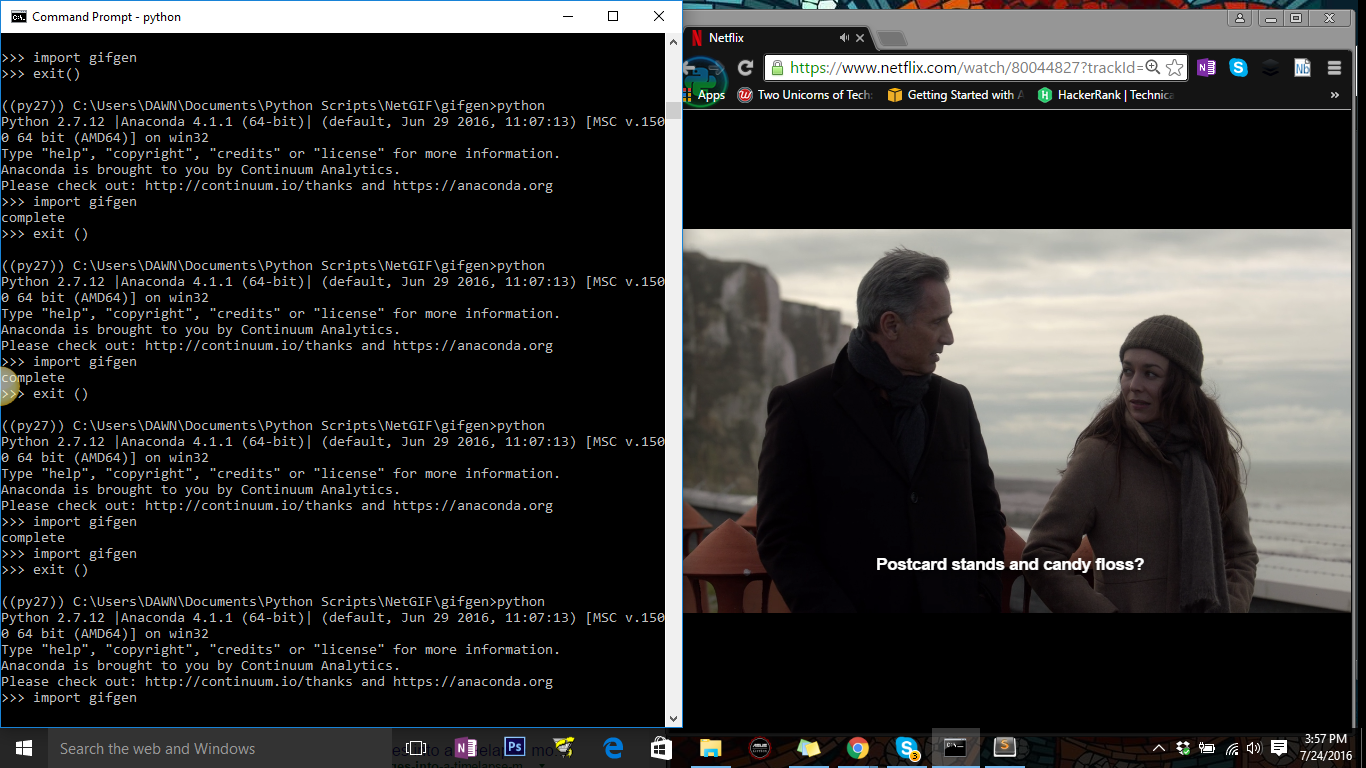 Command Prompt - python
>>> import gifgen
>>> exit()
((py27)) C:\Users\DAWN\Documents\Python Scripts\NetGIF\gifgen>python
Python 2.7.12 |Anaconda 4.1.1 (64-bit)| (default, Jun 29 2016, 11:07:13) [MSC v.150
0 64 bit (AMD64)] on win32
Type "help", "copyright", "credits" or "license" for more information.
Anaconda is brought to you by Continuum Analytics.
Please check out: http://continuum.io/thanks and https://anaconda.org
>>> import gifgen
complete
>>> exit ()
((py27)) C:\Users\DAWN\Documents\Python Scripts\NetGIF\gifgen>python
Python 2.7.12 |Anaconda 4.1.1 (64-bit)| (default, Jun 29 2016, 11:07:13) [MSC v.150
0 64 bit (AMD64)] on win32
Type "help", "copyright", "credits" or "license" for more information.
Anaconda is brought to you by Continuum Analytics.
Please check out: http://continuum.io/thanks and https://anaconda.org
>>> import gifgen
complete
>>> exit ()
((py27)) C:\Users\DAWN\Documents\Python Scripts\NetGIF\gifgen>python
Python 2.7.12 |Anaconda 4.1.1 (64-bit)| (default, Jun 29 2016, 11:07:13) [MSC v.150
0 64 bit (AMD64)] on win32
Type "help", "copyright", "credits" or "license" for more information.
Anaconda is brought to you by Continuum Analytics.
Please check out: http://continuum.io/thanks and https://anaconda.org
>>> import gifgen
complete
>>> import gifgen
>>> exit ()
((py27)) C:\Users\DAWN\Documents\Python Scripts\NetGIF\gifgen>python
Python 2.7.12 |Anaconda 4.1.1 (64-bit)| (default, Jun 29 2016, 11:07:13) [MSC v.150
0 64 bit (AMD64)] on win32
Type "help", "copyright", "credits" or "license" for more information.
Anaconda is brought to you by Continuum Analytics.
Please check out: http://continuum.io/thanks and https://anaconda.org
>>> import gifgen
Netflix
https://www.netflix.com/watch/80044827?trackId=
Apps Two Unicorns of Tech: Getting Started with A HackerRank | Technica »
Postcard stands and candy floss?
Search the web and Windows
3:57 PM
7/24/2016